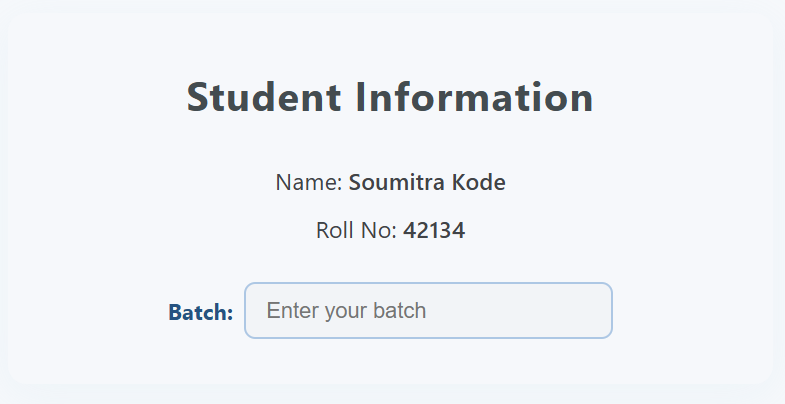 Student Information
Name: Soumitra Kode
Roll No: 42134
Batch: Enter your batch